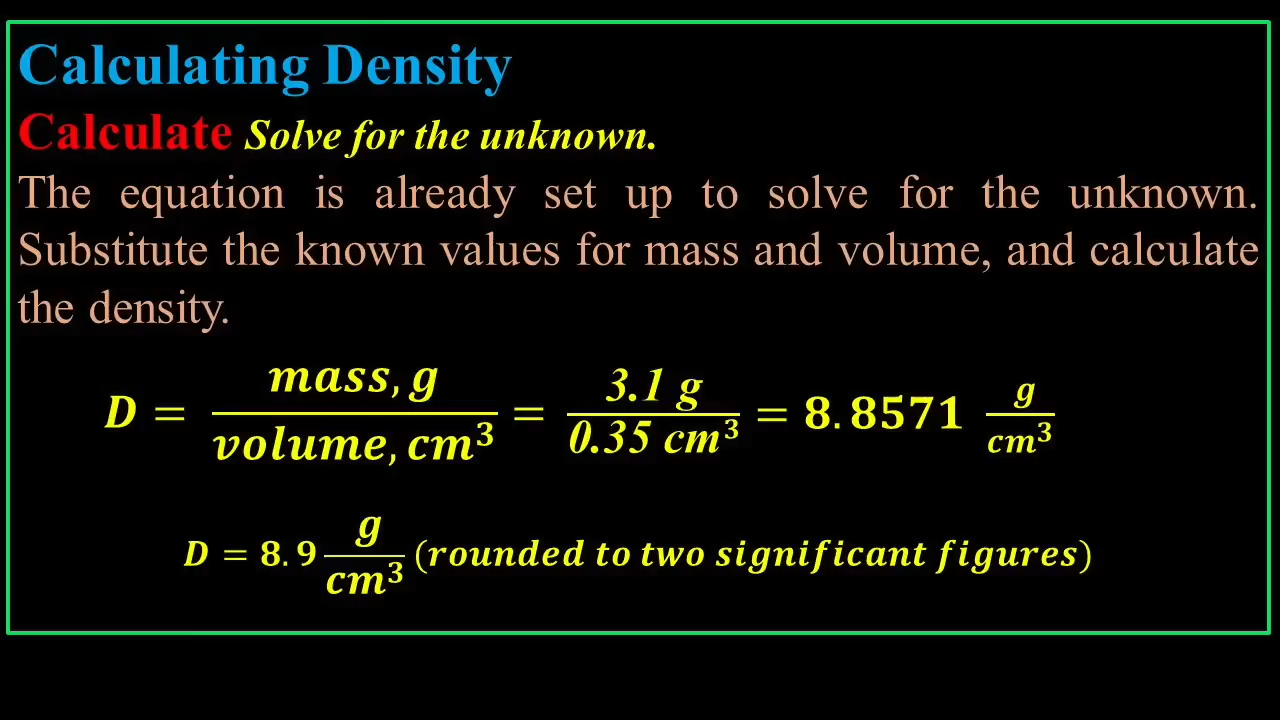 Calculating Density
Calculate Solve for the unknown.
The equation is already set up to solve for the unknown.
Substitute the known values for mass and volume, and calculate
the density.
D = mass, g / volume, cm³ = 3.1 g / 0.35 cm³ = 8.8571 g / cm³
D = 8.9 g / cm³ (rounded to two significant figures)